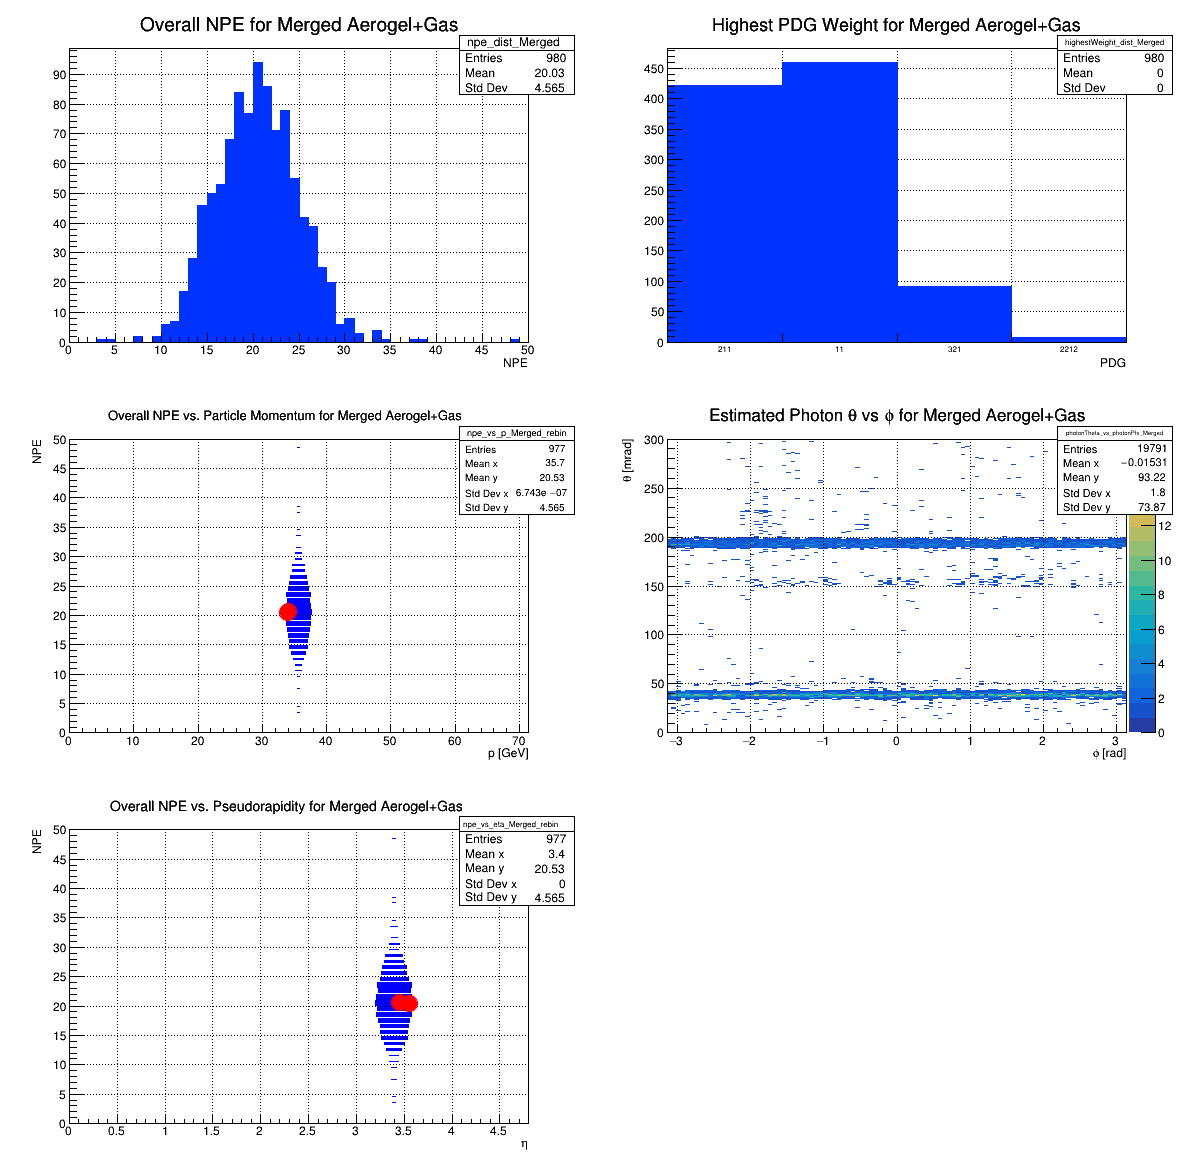 Overall NPE for Merged Aerogel+Gas
npe_dist_Merged
Entries 980
Mean 20.03
Std Dev 4.565
90
80
70
60
50
40
30
20
10
0
0 5 10 15 20 25 30 35 40 45 50
NPE
Highest PDG Weight for Merged Aerogel+Gas
highestWeight_dist_Merged
Entries 980
Mean 0
Std Dev 0
450
400
350
300
250
200
150
100
50
0
211 11 321 2212
PDG
Overall NPE vs. Particle Momentum for Merged Aerogel+Gas
NPE
npe_vs_p_Merged_rebin
Entries 977
Mean x 35.7
Mean y 20.53
Std Dev x 6.743e −07
Std Dev y 4.565
50
45
40
35
30
25
20
15
10
5
0
0 10 20 30 40 50 60 70
p [GeV]
Estimated Photon θ vs ϕ for Merged Aerogel+Gas
θ [mrad]
photonTheta_vs_photonPhi_Merged
Entries 19791
Mean x −0.01531
Mean y 93.22
Std Dev x 1.8
Std Dev y 73.87
300
250
200
150
100
50
0
−3 −2 −1 0 1 2 3
ϕ [rad]
12
10
8
6
4
2
0
Overall NPE vs. Pseudorapidity for Merged Aerogel+Gas
NPE
npe_vs_eta_Merged_rebin
Entries 977
Mean x 3.4
Mean y 20.53
Std Dev x 0
Std Dev y 4.565
50
45
40
35
30
25
20
15
10
5
0
0 0.5 1 1.5 2 2.5 3 3.5 4 4.5
η